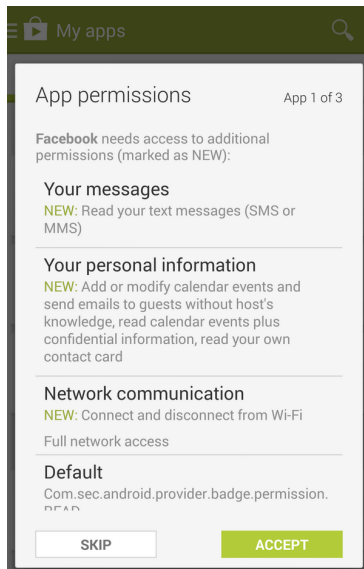 My apps
App permissions
App 1 of 3
Facebook needs access to additional
permissions (marked as NEW):
Your messages
NEW: Read your text messages (SMS or
MMS)
Your personal information
NEW: Add or modify calendar events and
send emails to guests without host's
knowledge, read calendar events plus
confidential information, read your own
contact card
Network communication
NEW: Connect and disconnect from Wi-Fi
Full network access
Default
Com.sec.android.provider.badge.permission.
READ
SKIP
ACCEPT